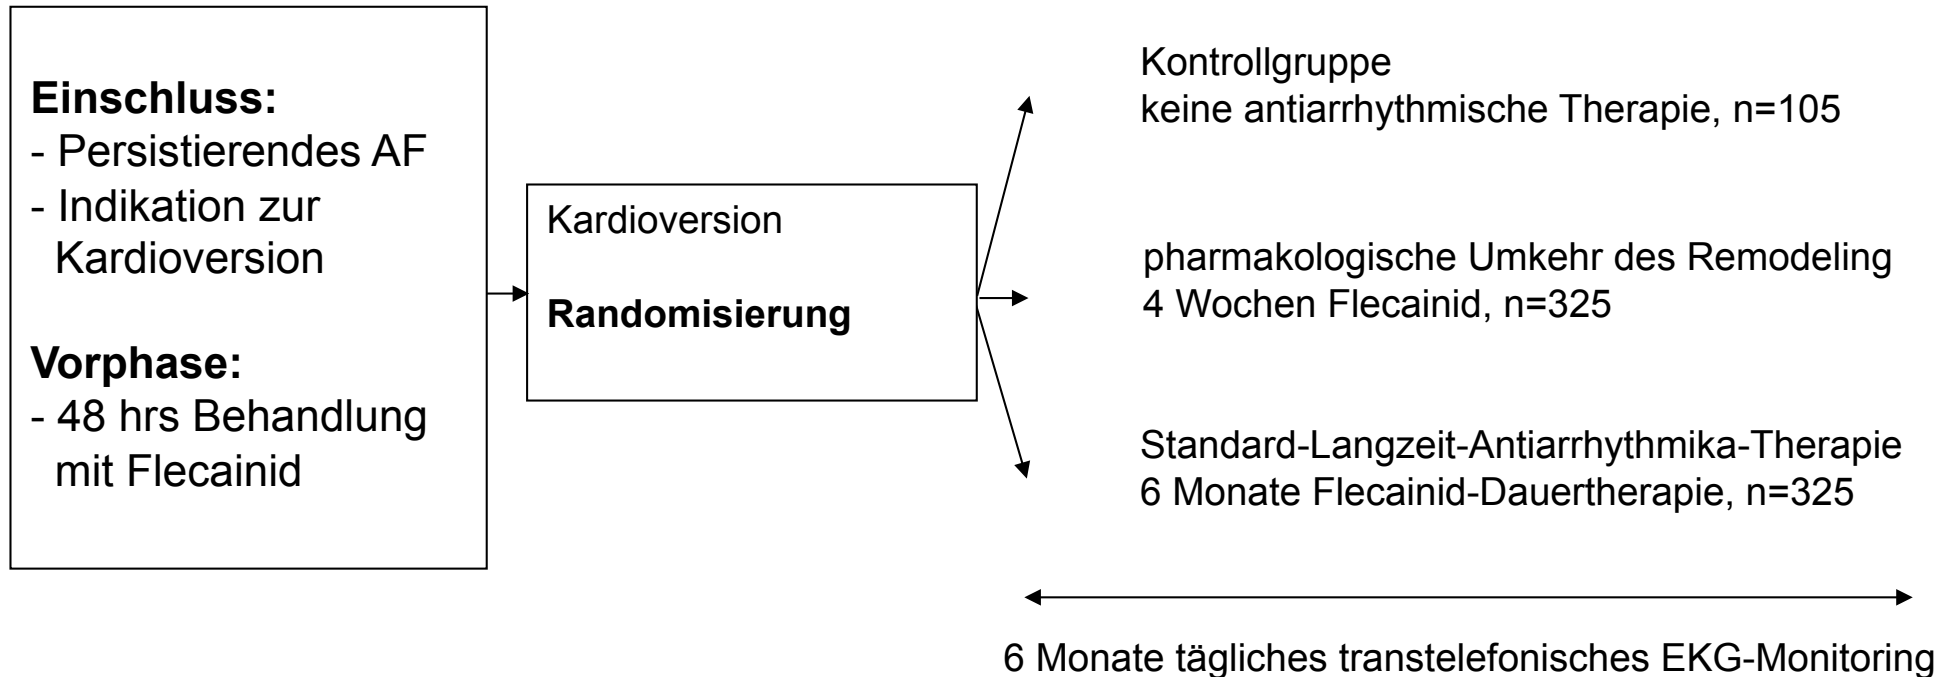 Einschluss:
- Persistierendes AF
- Indikation zur
Kardioversion
Vorphase:
- 48 hrs Behandlung
mit Flecainid
Kardioversion
Randomisierung
Kontrollgruppe
keine antiarrhythmische Therapie, n=105
pharmakologische Umkehr des Remodeling
4 Wochen Flecainid, n=325
Standard-Langzeit-Antiarrhythmika-Therapie
6 Monate Flecainid-Dauertherapie, n=325
6 Monate tägliches transtelefonisches EKG-Monitoring